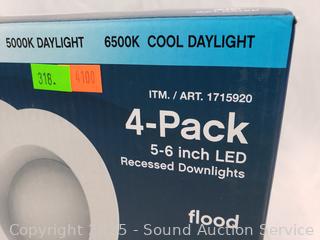 5000K DAYLIGHT 6500K COOL DAYLIGHT
318. 4100
ITM. / ART. 1715920
4-Pack
5-6 inch LED
Recessed Downlights
flood